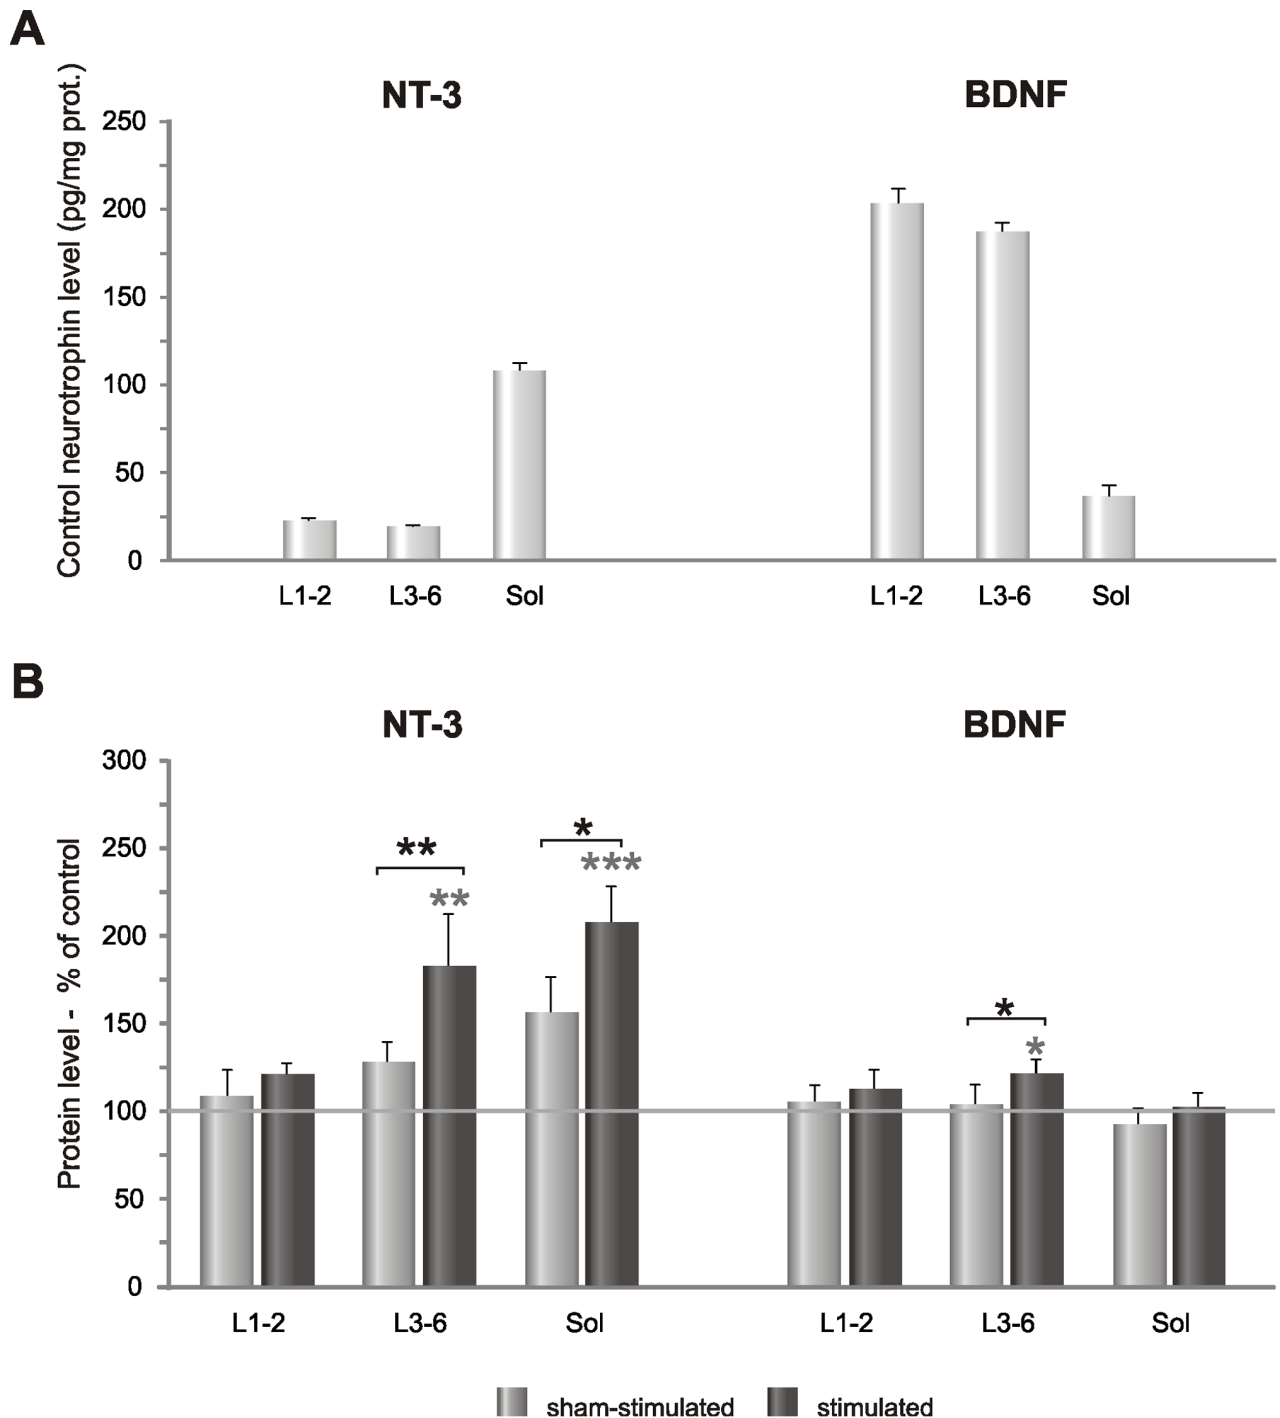 A
NT-3 BDNF
Control neurotrophin level (pg/mg prot.)
250
200
150
100
50
0
L1-2 L3-6 Sol L1-2 L3-6 Sol
B
NT-3 BDNF
Protein level - % of control
300
250
200
150
100
50
0
** * *
** *** *
L1-2 L3-6 Sol L1-2 L3-6 Sol
sham-stimulated stimulated